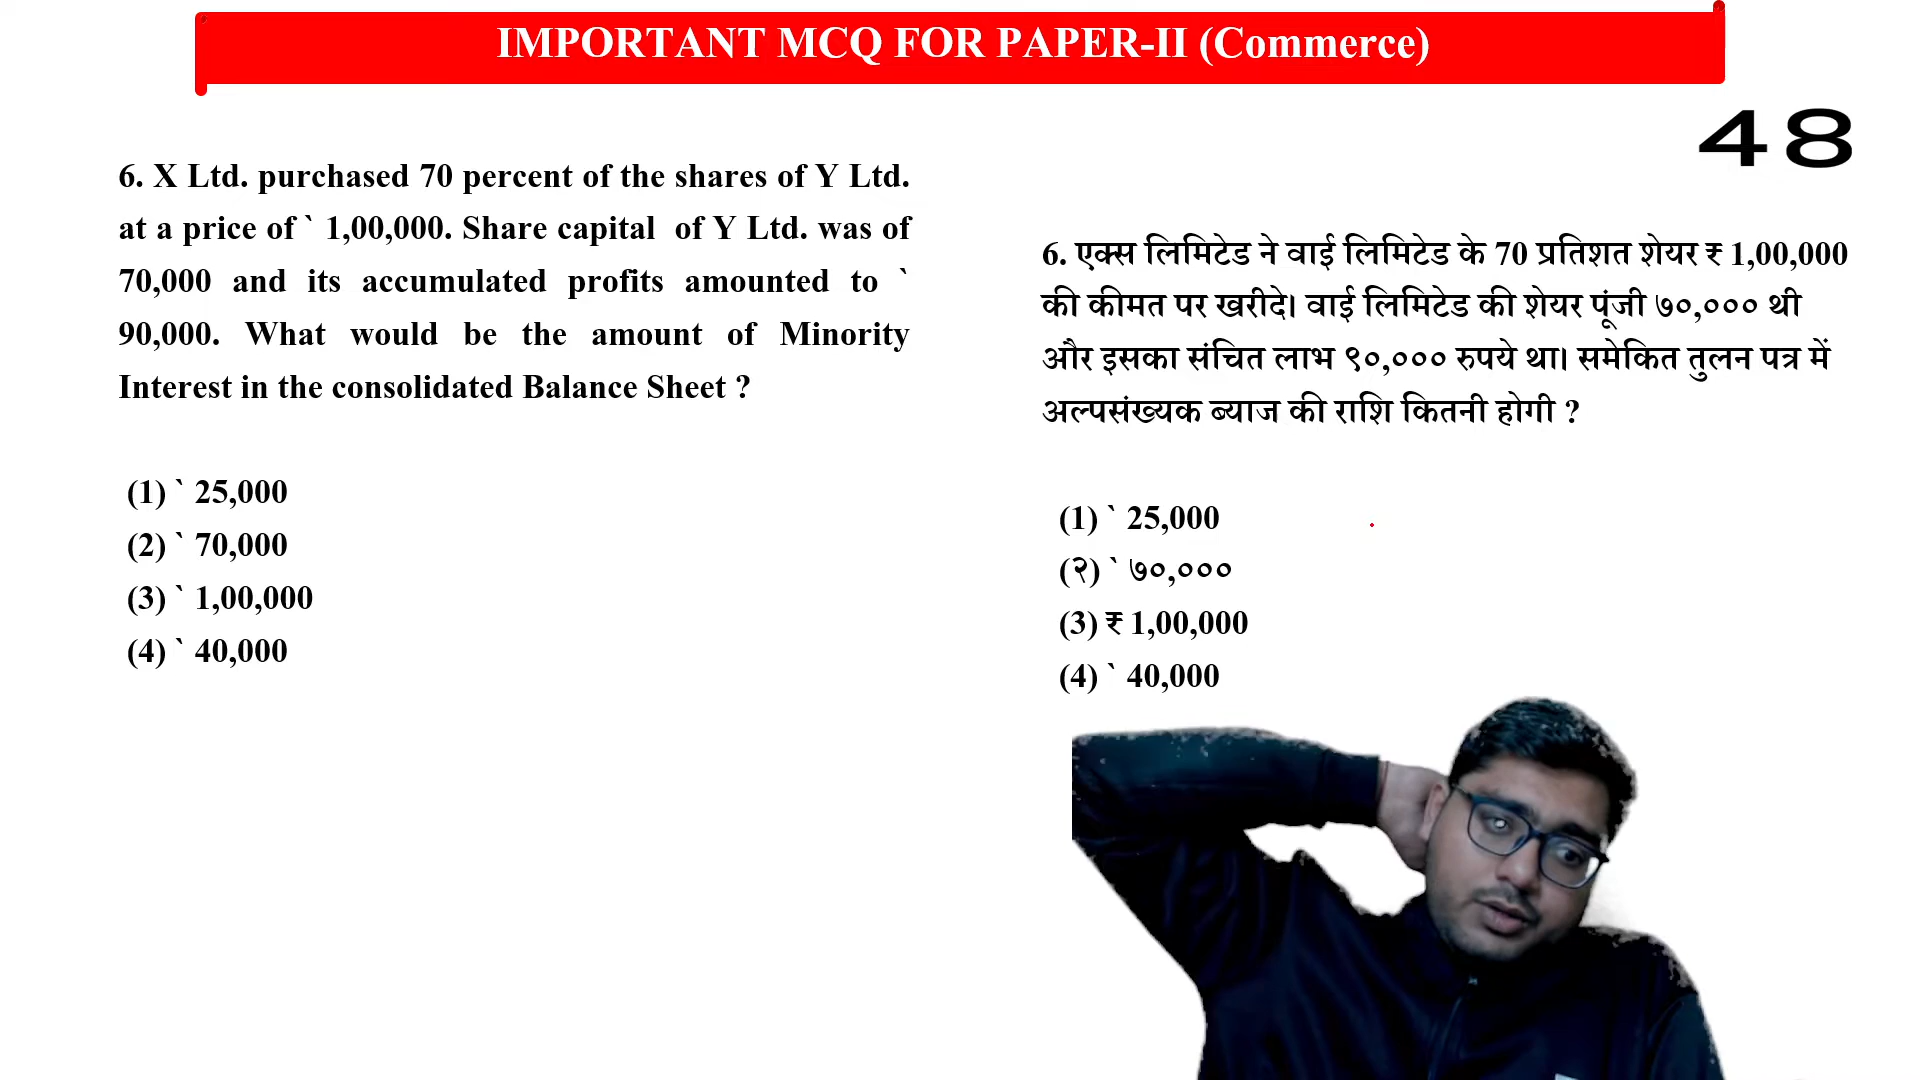 IMPORTANT MCQ FOR PAPER-II (Commerce)
48
6. X Ltd. purchased 70 percent of the shares of Y Ltd.
at a price of ` 1,00,000. Share capital of Y Ltd. was of
70,000 and its accumulated profits amounted to `
90,000. What would be the amount of Minority
Interest in the consolidated Balance Sheet ?
(1) ` 25,000
(2) ` 70,000
(3) ` 1,00,000
(4) ` 40,000
6. एक्स लिमिटेड ने वाई लिमिटेड के 70 प्रतिशत शेयर ₹ 1,00,000
की कीमत पर खरीदे। वाई लिमिटेड की शेयर पूंजी ७०,००० थी
और इसका संचित लाभ ९०,००० रुपये था। समेकित तुलन पत्र में
अल्पसंख्यक ब्याज की राशि कितनी होगी ?
(1) ` 25,000
(२) ` ७०,०००
(3) ₹ 1,00,000
(4) ` 40,000